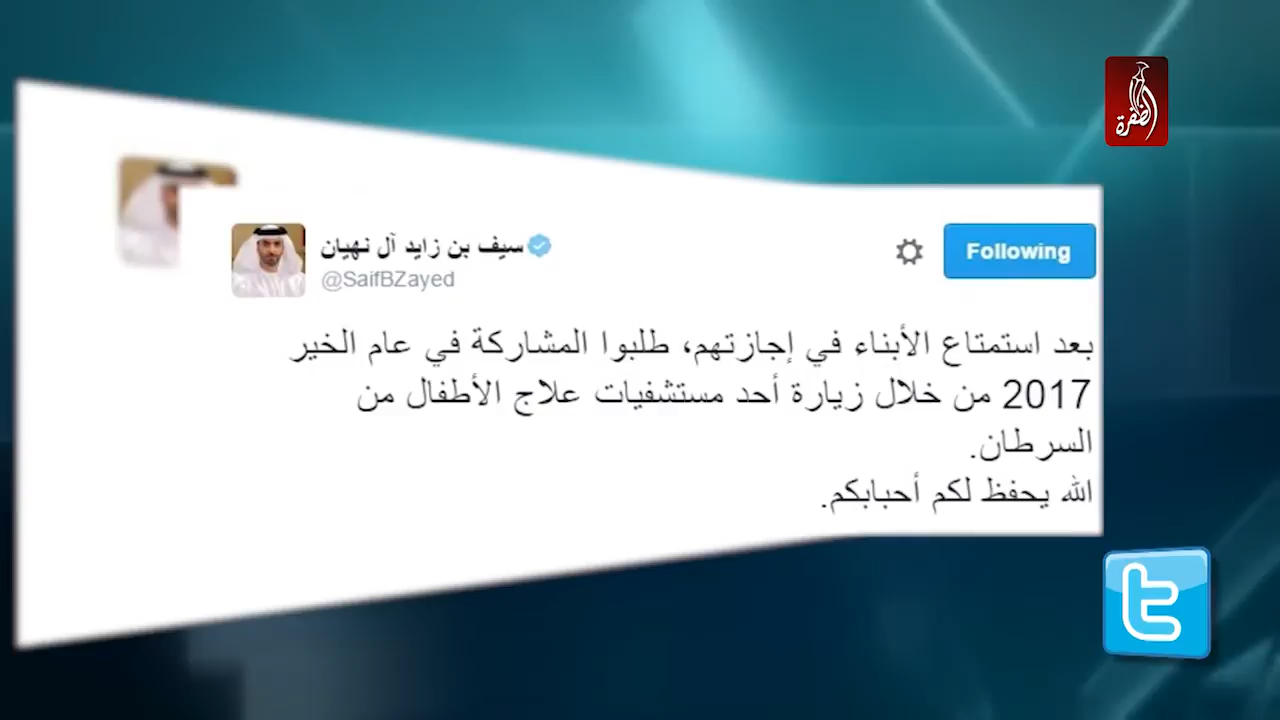 الظفرة
سيف بن زايد آل نهيان
@SaifBZayed
Following
بعد استمتاع الأبناء في إجازتهم، طلبوا المشاركة في عام الخير
2017 من خلال زيارة أحد مستشفيات علاج الأطفال من
السرطان.
الله يحفظ لكم أحبابكم.